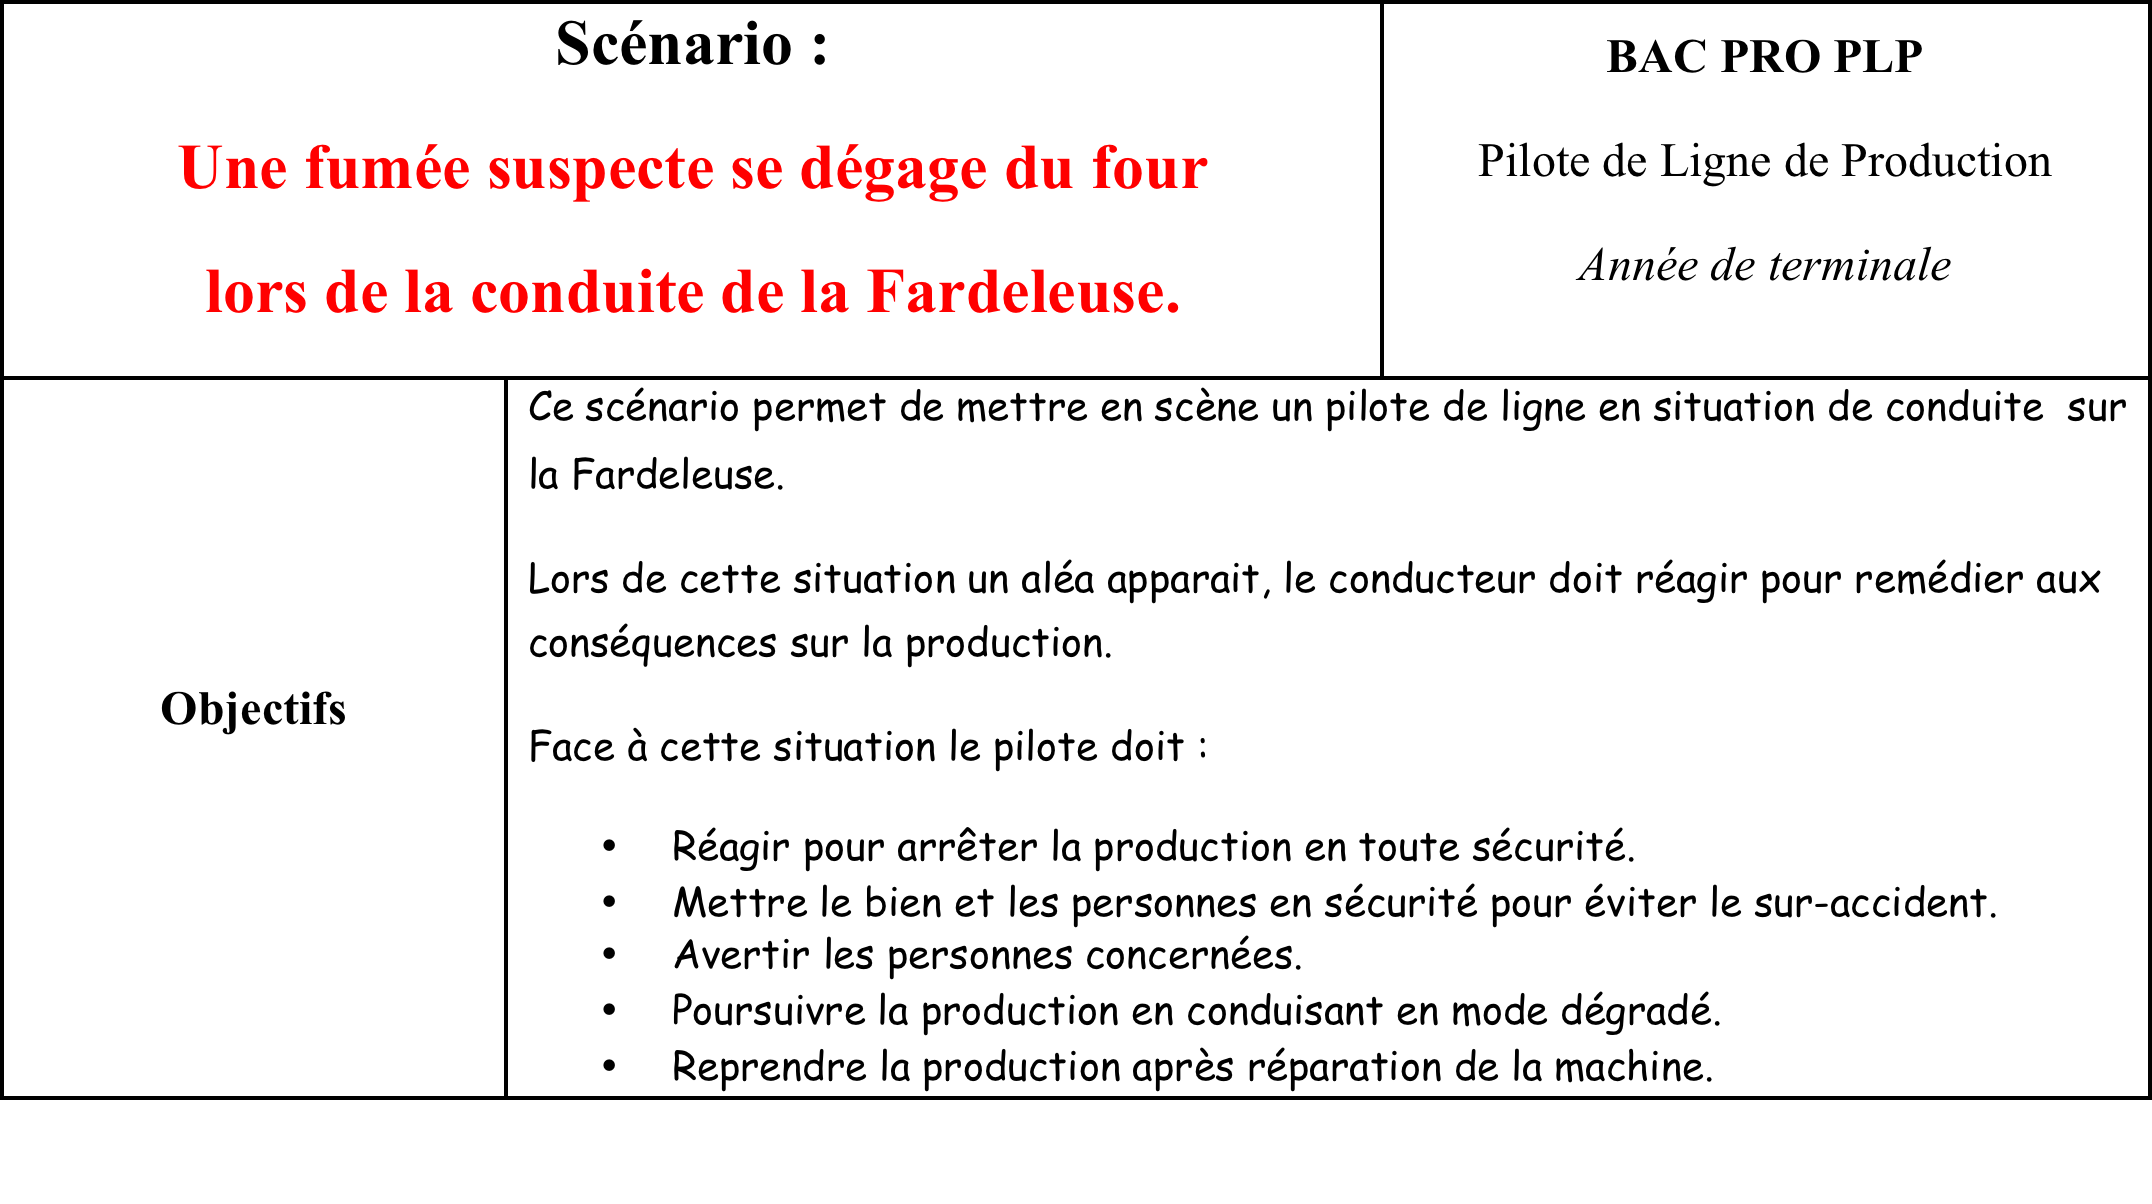 Scénario :
Une fumée suspecte se dégage du four
lors de la conduite de la Fardeleuse.
BAC PRO PLP
Pilote de Ligne de Production
Année de terminale
Objectifs
Ce scénario permet de mettre en scène un pilote de ligne en situation de conduite  sur
la Fardeleuse.
Lors de cette situation un aléa apparait, le conducteur doit réagir pour remédier aux
conséquences sur la production.
Face à cette situation le pilote doit :
• Réagir pour arrêter la production en toute sécurité.
• Mettre le bien et les personnes en sécurité pour éviter le sur-accident.
• Avertir les personnes concernées.
• Poursuivre la production en conduisant en mode dégradé.
• Reprendre la production après réparation de la machine.